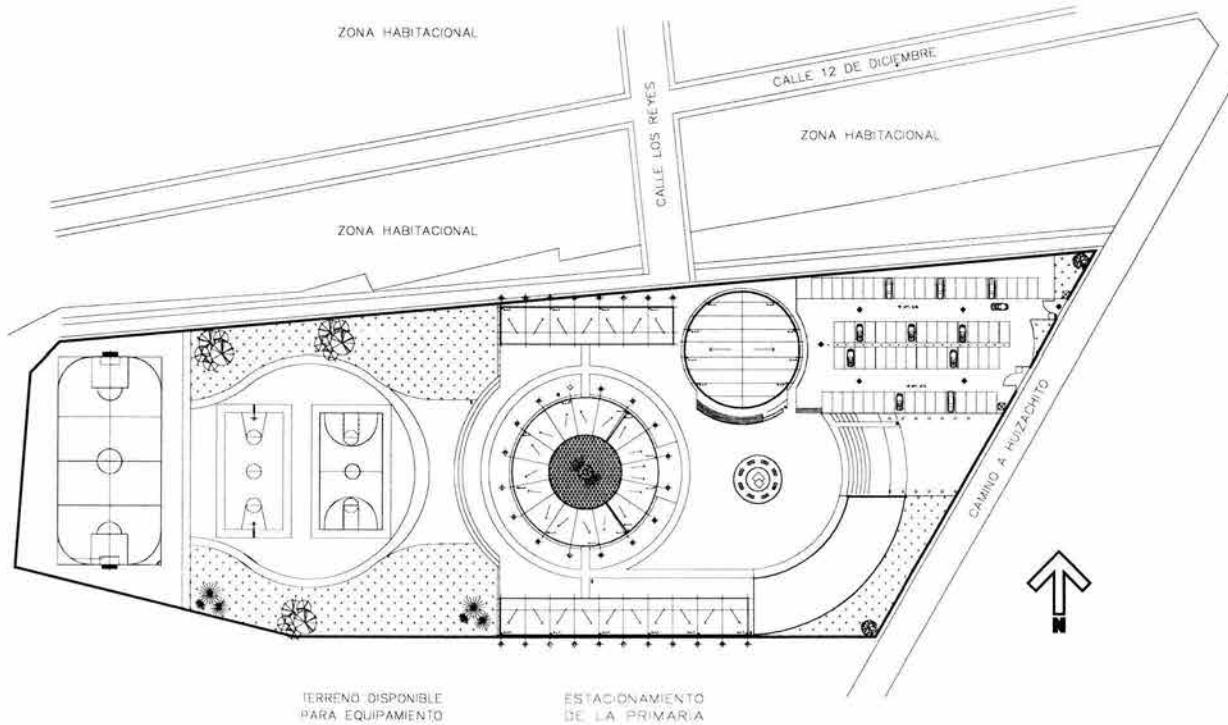 ZONA HABITACIONAL
CALLE 12 DE DICIEMBRE
CALLE LOS REYES
ZONA HABITACIONAL
ZONA HABITACIONAL
CAMINO A HUIZACHITO
N
TERRENO DISPONIBLE
PARA EQUIPAMIENTO
ESTACIONAMIENTO
DE LA PRIMARIA